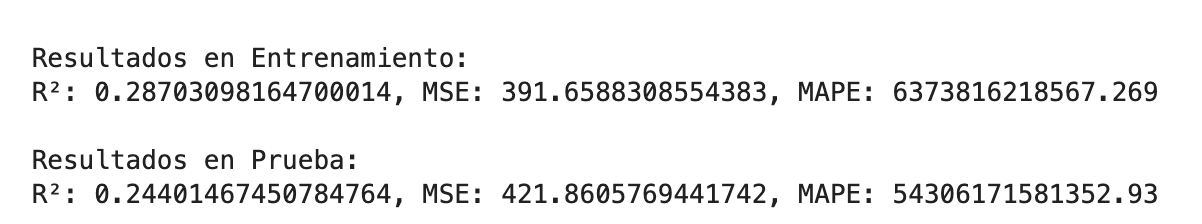 Resultados en Entrenamiento:
R²: 0.28703098164700014, MSE: 391.6588308554383, MAPE: 6373816218567.269
Resultados en Prueba:
R²: 0.24401467450784764, MSE: 421.8605769441742, MAPE: 54306171581352.93